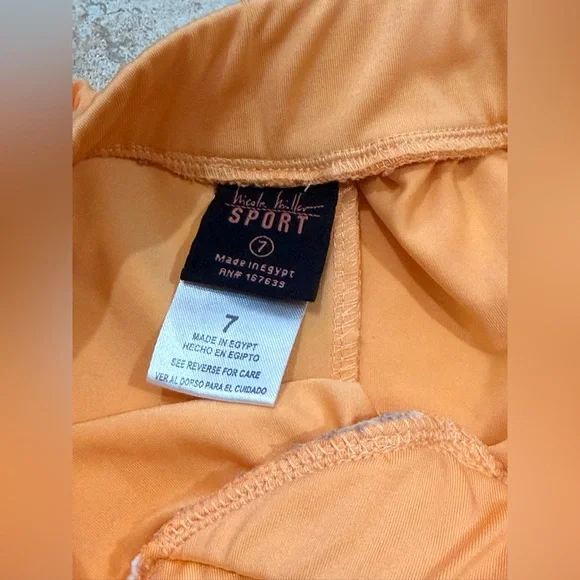 Nicole Miller
SPORT
7
Made in Egypt
RN# 167639
7
MADE IN EGYPT
HECHO EN EGIPTO
SEE REVERSE FOR CARE
VER AL DORSO PARA EL CUIDADO